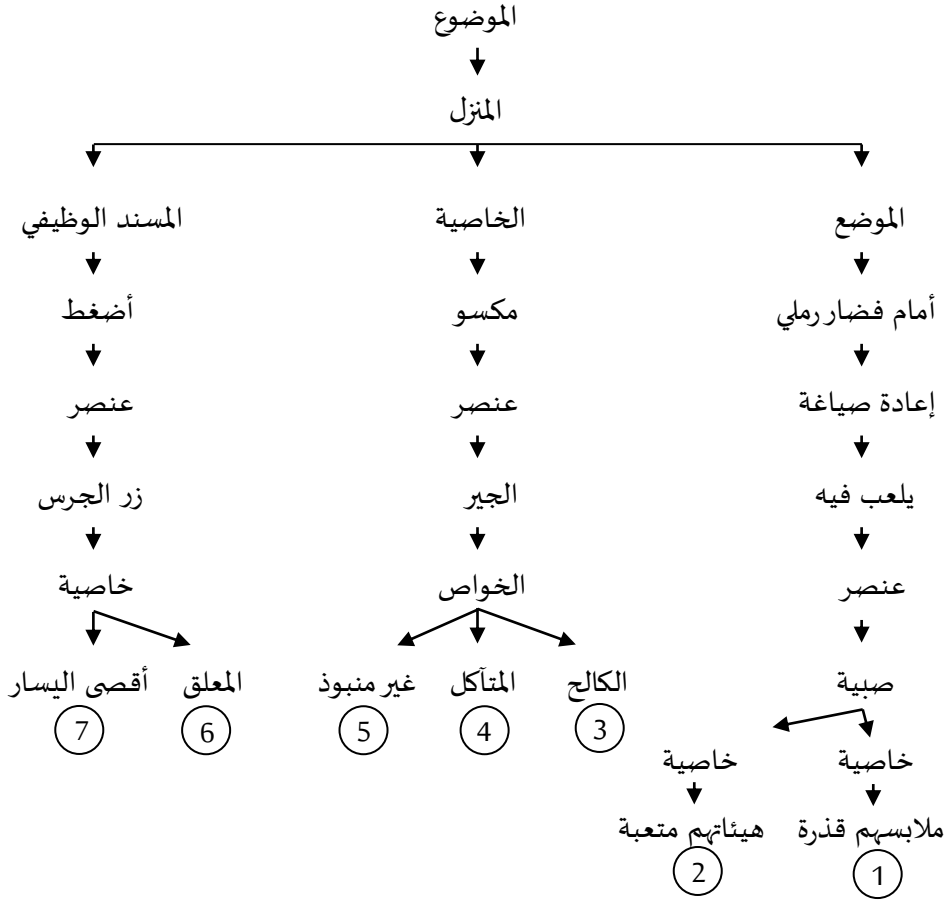 الموضوع
المنزل
الموضع الخاصية المسند الوظيفي
أمام فضار رملي مكسو أضغط
إعادة صياغة عنصر عنصر
يلعب فيه الجير زر الجرس
عنصر الخواص خاصية
صبية الكالح المتآكل غير منبوذ المعلق أقصى اليسار
3 4 5 6 7
خاصية خاصية
ملابسهم قذرة هيئاتهم متعبة
1 2